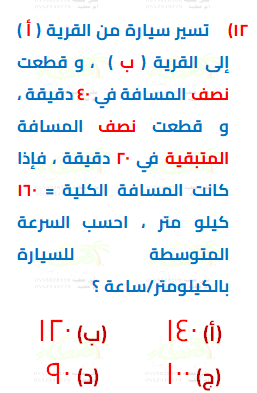 ١٢) تسير سيارة من القرية ( أ )
إلى القرية ( ب ) ، و قطعت
نصف المسافة في ٤٠ دقيقة ،
و قطعت نصف المسافة
المتبقية في ٢٠ دقيقة ، فإذا
كانت المسافة الكلية = ١٦٠
كيلو متر ، احسب السرعة
المتوسطة للسيارة
بالكيلومتر/ساعة ؟
(أ) ١٤٠ (ب) ١٢٠
(ج) ١٠٠ (د) ٩٠